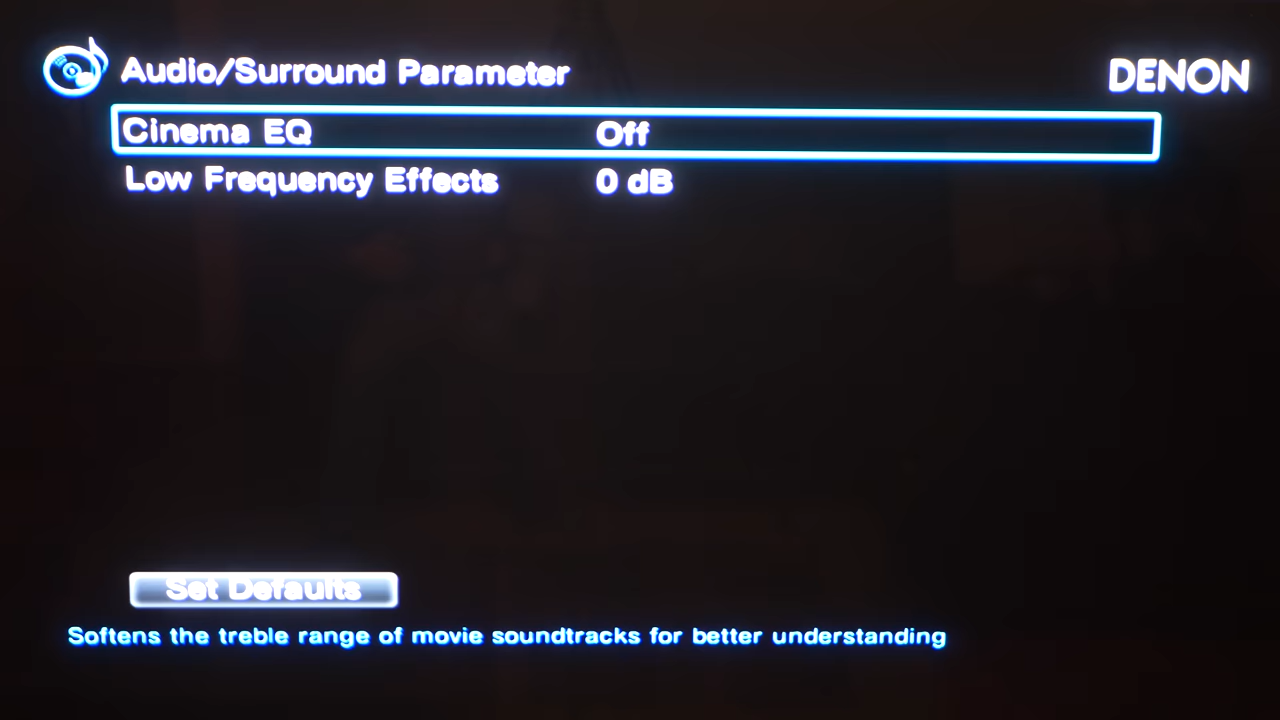 Audio/Surround Parameter
DENON
Cinema EQ Off
Low Frequency Effects 0 dB
Set Defaults
Softens the treble range of movie soundtracks for better understanding